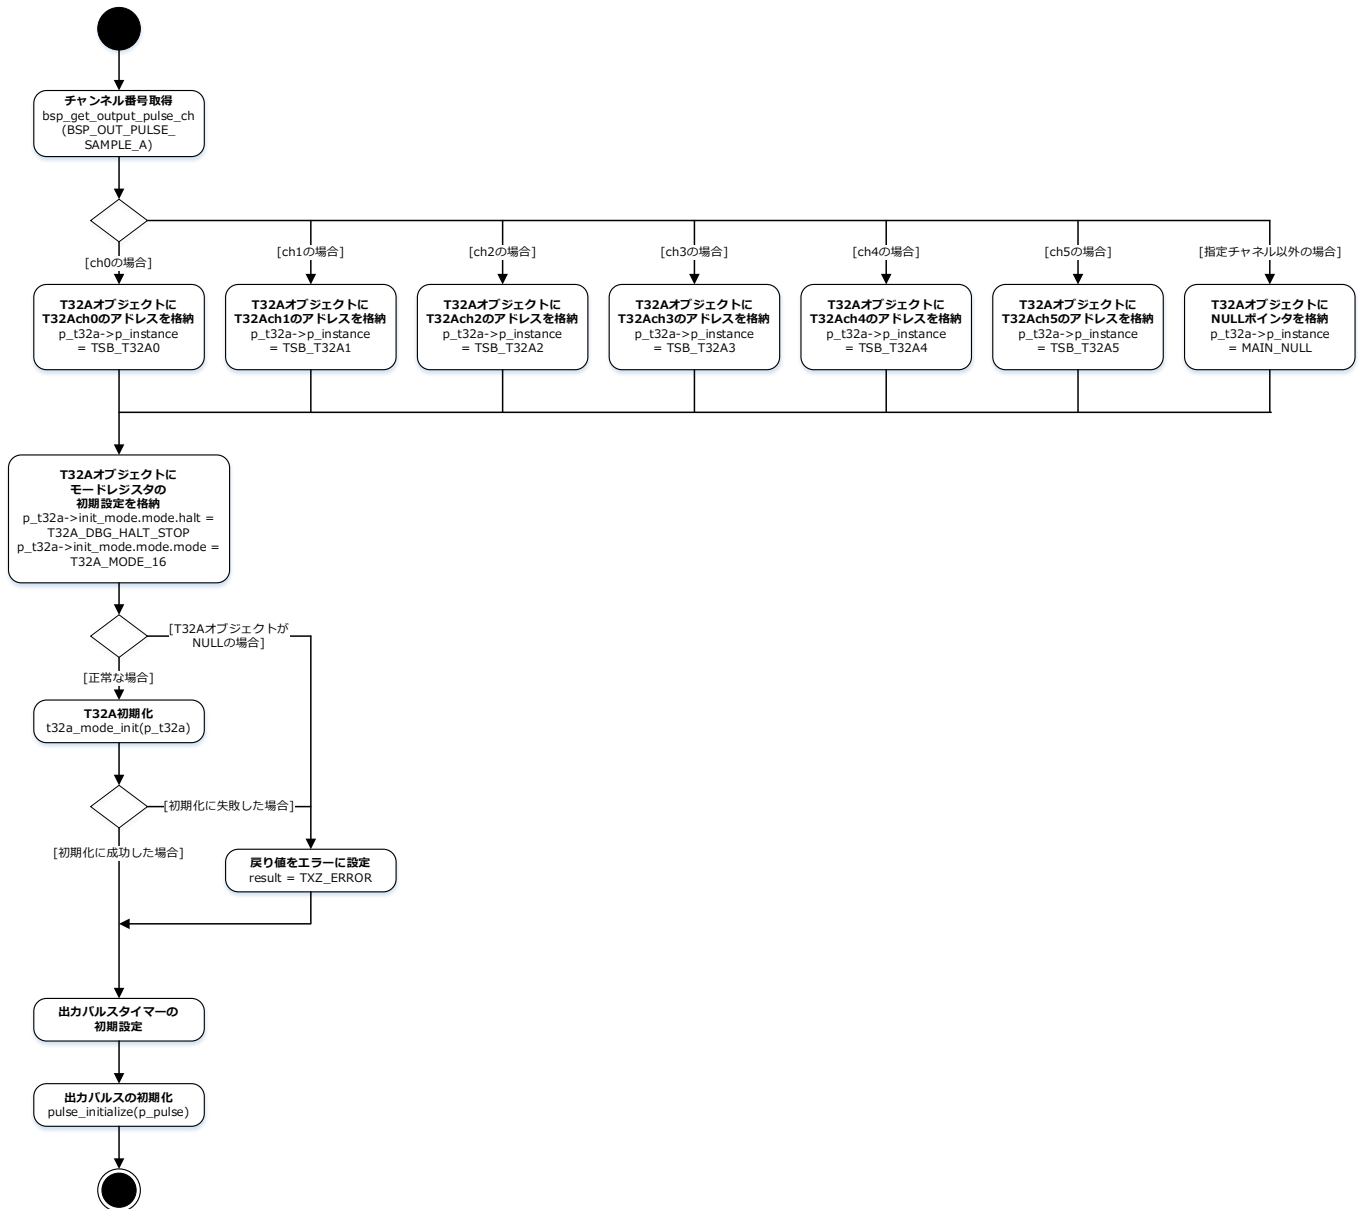 チャンネル番号取得
bsp_get_output_pulse_ch
(BSP_OUT_PULSE_
SAMPLE_A)
[ch0の場合]
[ch1の場合]
[ch2の場合]
[ch3の場合]
[ch4の場合]
[ch5の場合]
[指定チャネル以外の場合]
T32Aオブジェクトに
T32Ach0のアドレスを格納
p_t32a->p_instance
= TSB_T32A0
T32Aオブジェクトに
T32Ach1のアドレスを格納
p_t32a->p_instance
= TSB_T32A1
T32Aオブジェクトに
T32Ach2のアドレスを格納
p_t32a->p_instance
= TSB_T32A2
T32Aオブジェクトに
T32Ach3のアドレスを格納
p_t32a->p_instance
= TSB_T32A3
T32Aオブジェクトに
T32Ach4のアドレスを格納
p_t32a->p_instance
= TSB_T32A4
T32Aオブジェクトに
T32Ach5のアドレスを格納
p_t32a->p_instance
= TSB_T32A5
T32Aオブジェクトに
NULLポインタを格納
p_t32a->p_instance
= MAIN_NULL
T32Aオブジェクトに
モードレジスタの
初期設定を格納
p_t32a->init_mode.mode.halt =
T32A_DBG_HALT_STOP
p_t32a->init_mode.mode.mode =
T32A_MODE_16
[T32Aオブジェクトが
NULLの場合]
[正常な場合]
T32A初期化
t32a_mode_init(p_t32a)
[初期化に失敗した場合]
[初期化に成功した場合]
戻り値をエラーに設定
result = TXZ_ERROR
出力パルスタイマーの
初期設定
出力パルスの初期化
pulse_initialize(p_pulse)